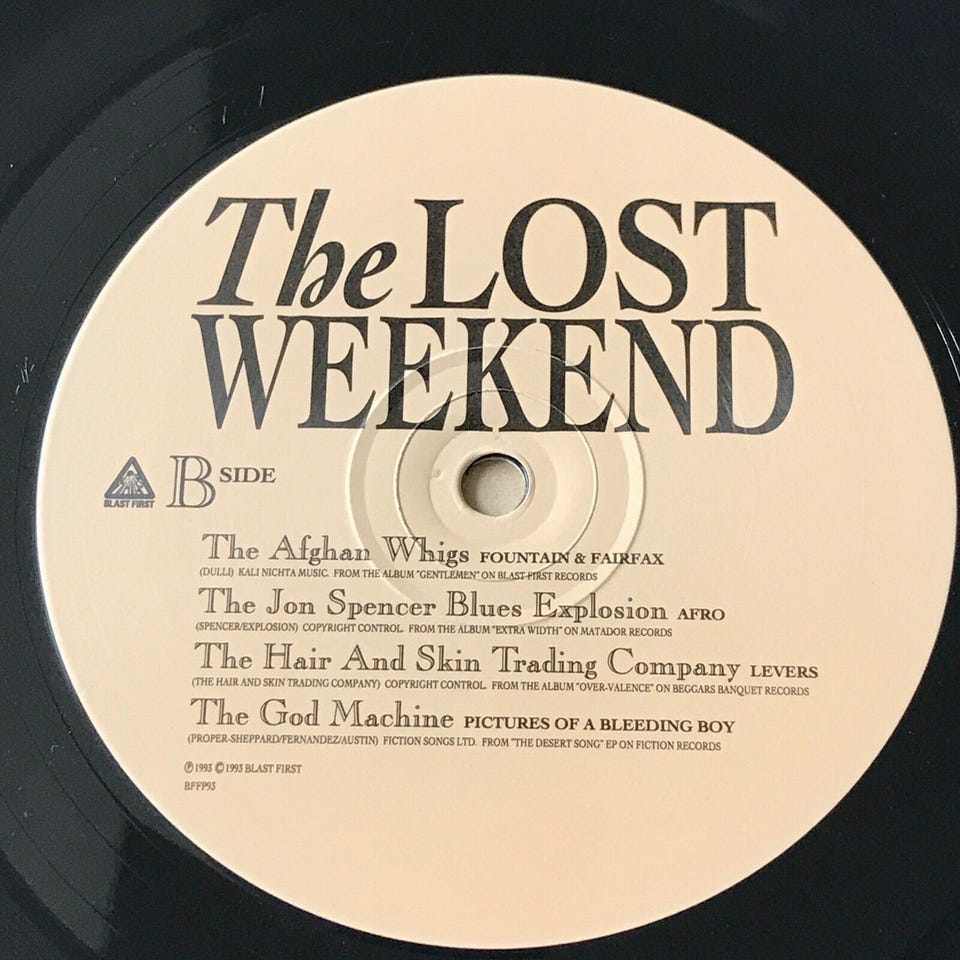 The LOST
WEEKEND
BLAST FIRST
B SIDE
The Afghan Whigs FOUNTAIN & FAIRFAX
(DULLI) KALI NICHTA MUSIC. FROM THE ALBUM "GENTLEMEN" ON BLAST FIRST RECORDS
The Jon Spencer Blues Explosion AFRO
(SPENCER/EXPLOSION) COPYRIGHT CONTROL. FROM THE ALBUM "EXTRA WIDTH" ON MATADOR RECORDS
The Hair And Skin Trading Company LEVERS
(THE HAIR AND SKIN TRADING COMPANY) COPYRIGHT CONTROL. FROM THE ALBUM "OVER-VALENCE" ON BEGGARS BANQUET RECORDS
The God Machine PICTURES OF A BLEEDING BOY
(PROPER-SHEPPARD/FERNANDEZ/AUSTIN) FICTION SONGS LTD. FROM "THE DESERT SONG" EP ON FICTION RECORDS
℗ 1993 © 1993 BLAST FIRST
BFFP93